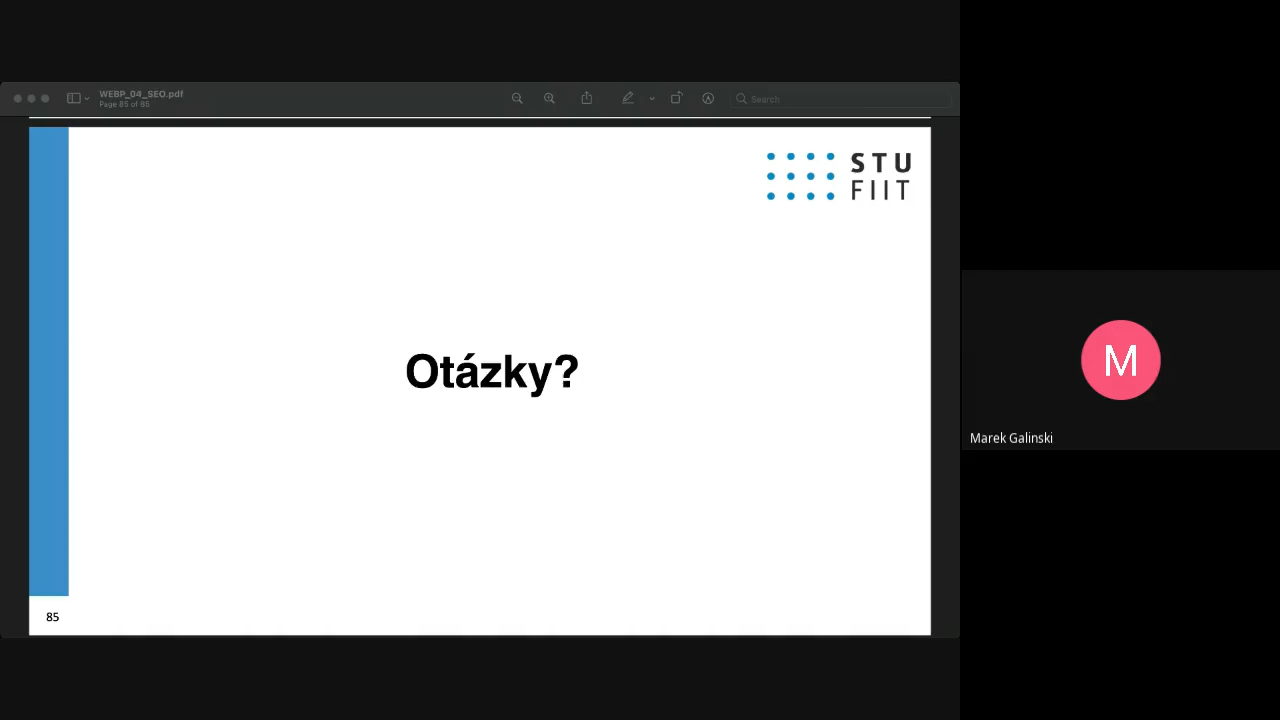 WEBP_04_SEO.pdf
Page 85 of 85
Search
STU
FIIT
Otázky?
M
Marek Galinski
85